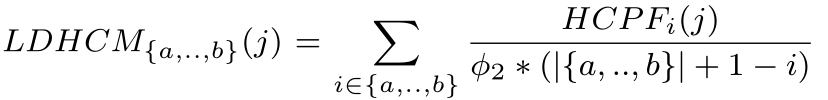 LDHCM_{\{a,..,b\}}(j) = \sum_{i \in \{a,..,b\}} \frac{HCPF_i(j)}{\phi_2 * (|\{a,..,b\}| + 1 - i)}